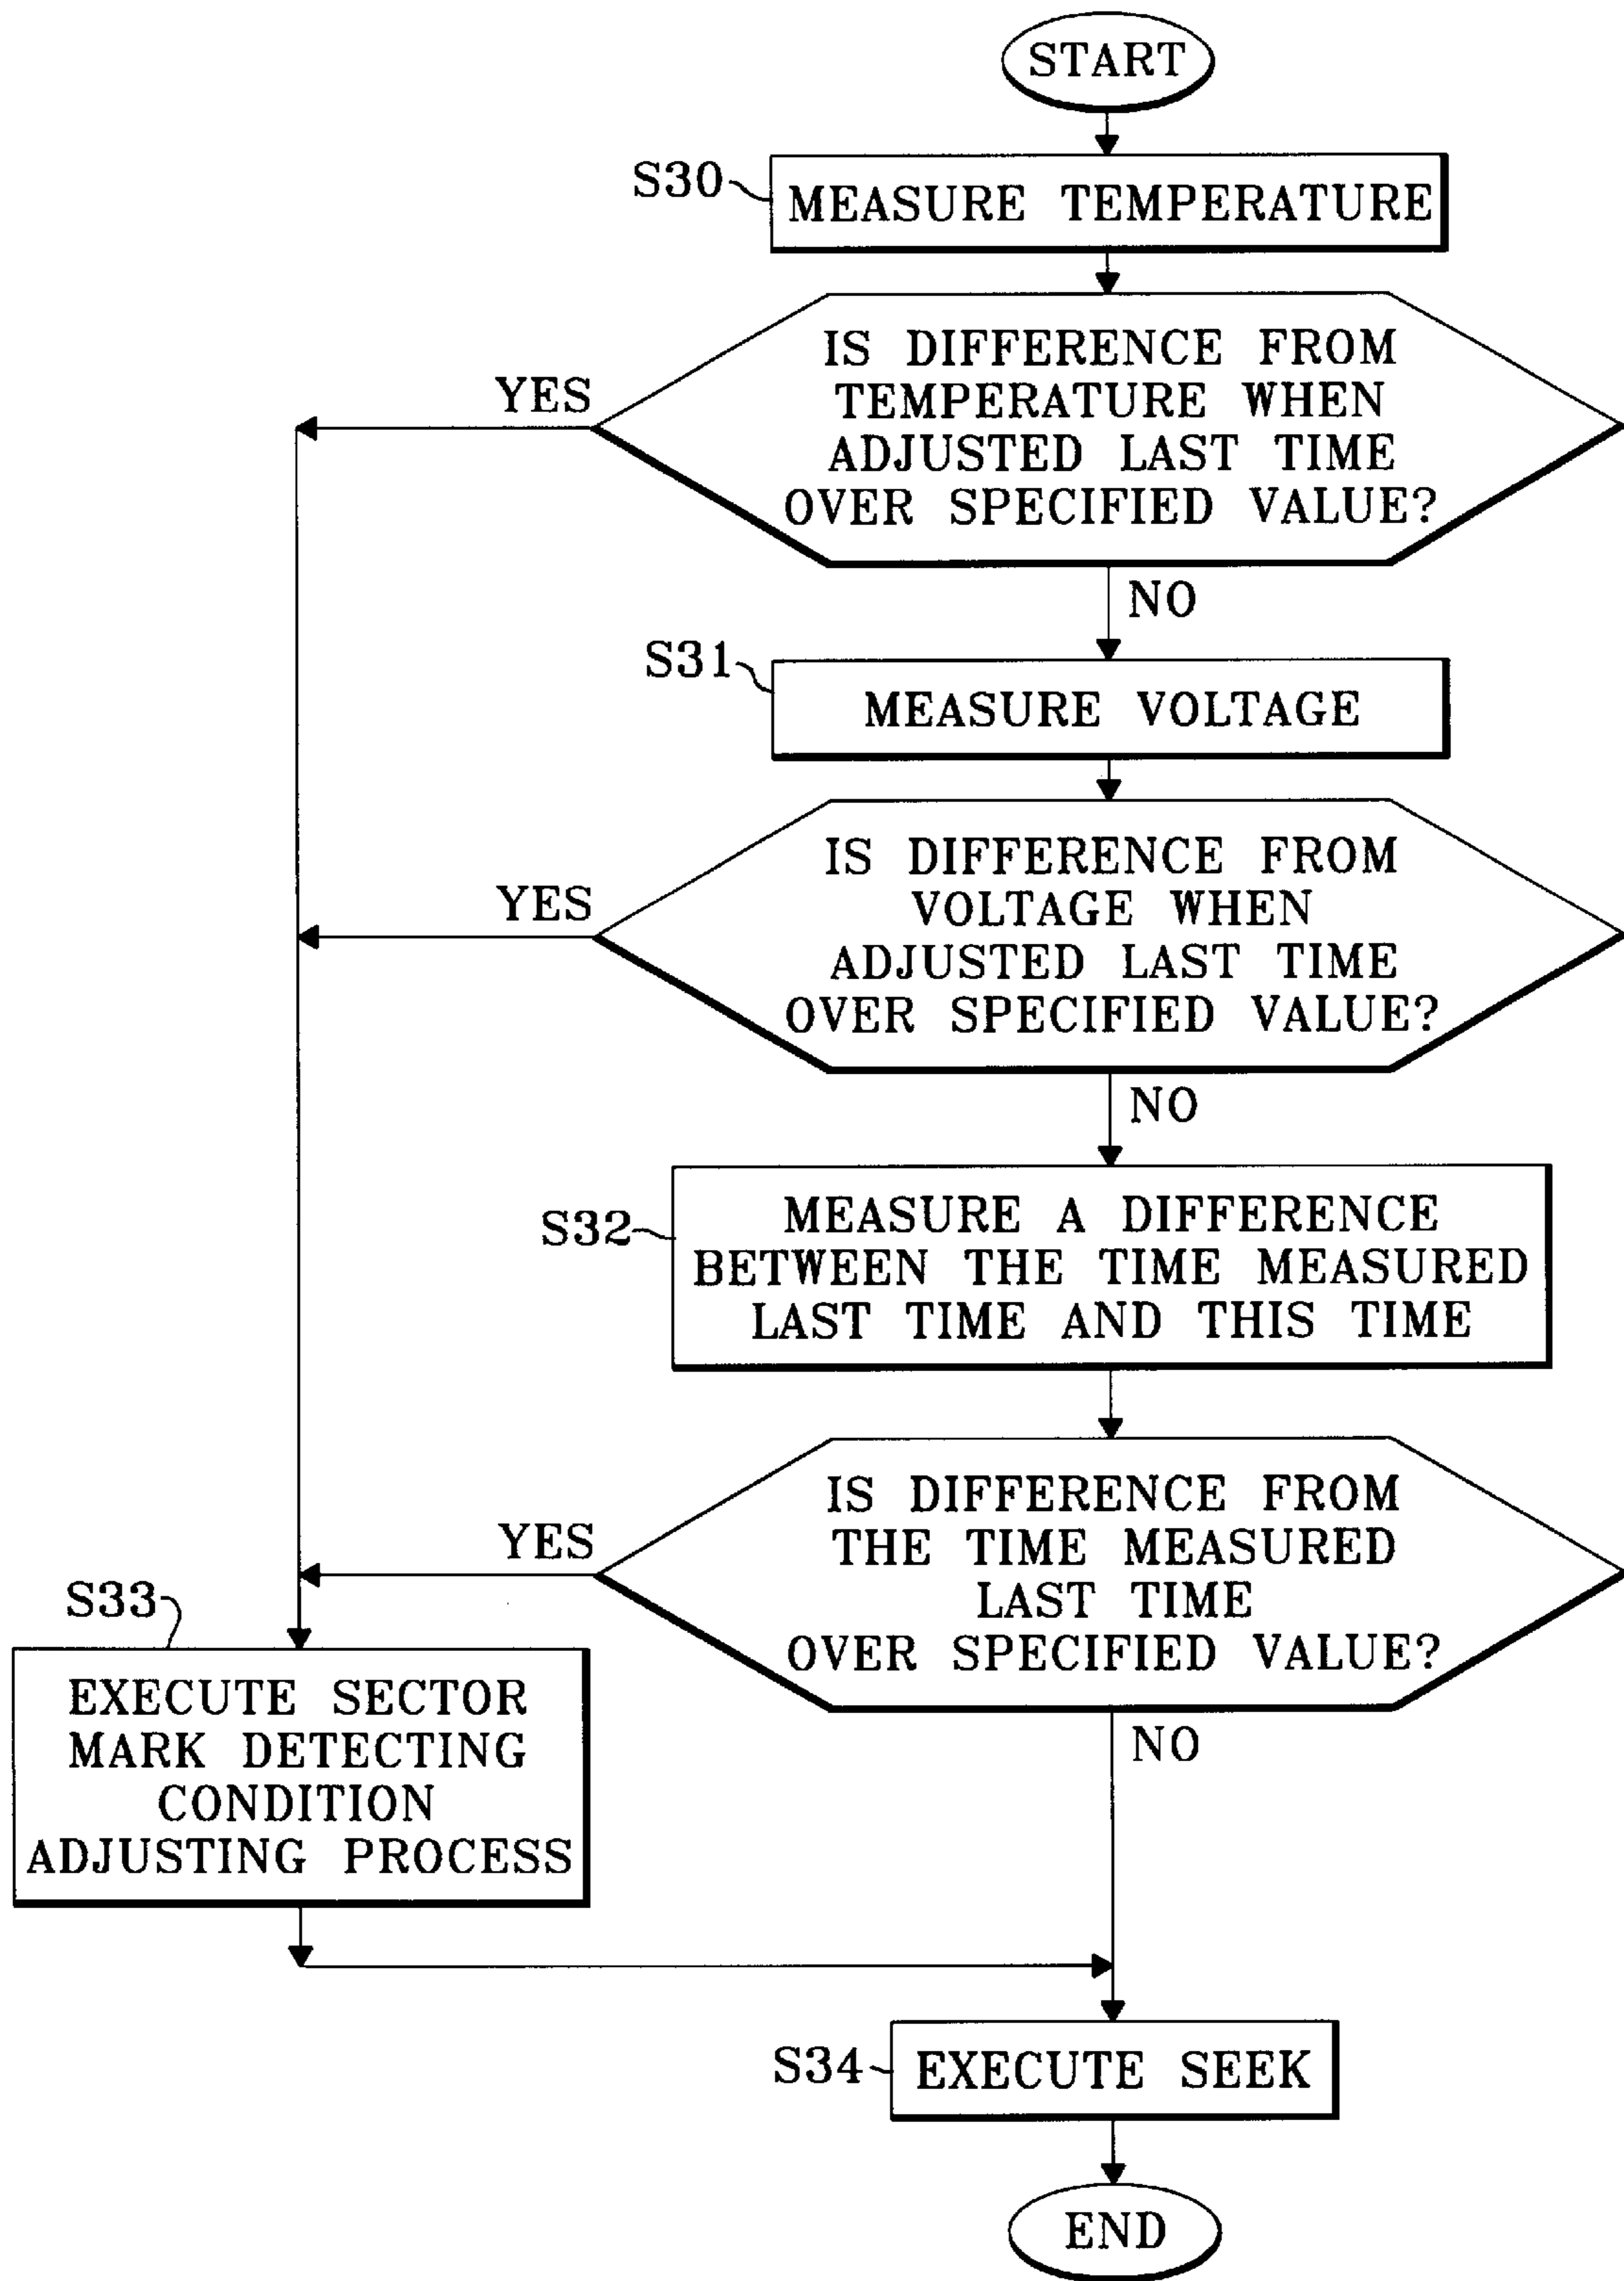 START
S30
MEASURE TEMPERATURE
IS DIFFERENCE FROM
TEMPERATURE WHEN
ADJUSTED LAST TIME
OVER SPECIFIED VALUE?
YES
NO
S31
MEASURE VOLTAGE
IS DIFFERENCE FROM
VOLTAGE WHEN
ADJUSTED LAST TIME
OVER SPECIFIED VALUE?
YES
NO
S32
MEASURE A DIFFERENCE
BETWEEN THE TIME MEASURED
LAST TIME AND THIS TIME
IS DIFFERENCE FROM
THE TIME MEASURED
LAST TIME
OVER SPECIFIED VALUE?
YES
NO
S33
EXECUTE SECTOR
MARK DETECTING
CONDITION
ADJUSTING PROCESS
S34
EXECUTE SEEK
END